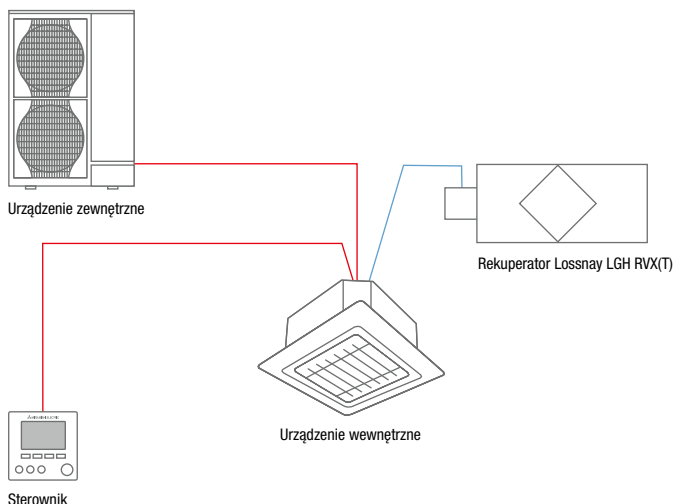 Urządzenie zewnętrzne
Rekuperator Lossnay LGH RVX(T)
Urządzenie wewnętrzne
Sterownik